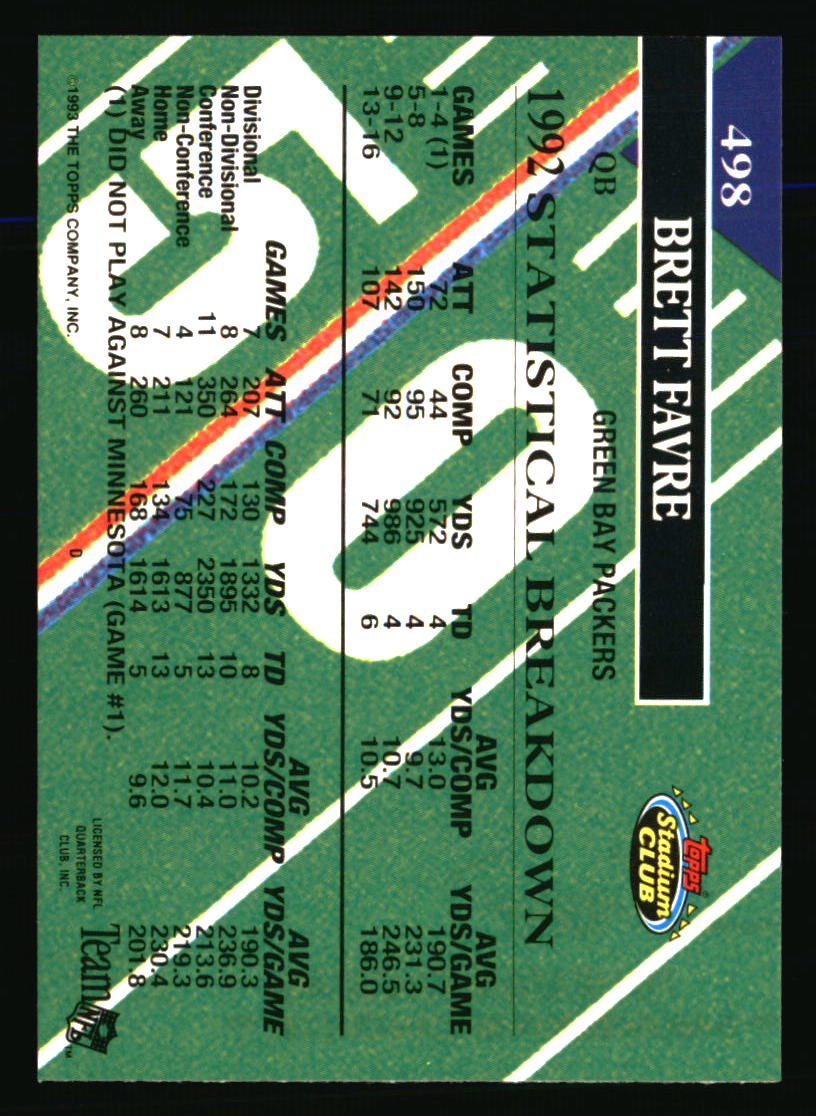 498
BRETT FAVRE
QB GREEN BAY PACKERS
topps
Stadium
CLUB
1992 STATISTICAL BREAKDOWN
GAMES ATT COMP YDS TD AVG YDS/COMP AVG YDS/GAME
1-4 (1) 72 44 572 4 13.0 190.7
5-8 150 95 925 4 9.7 231.3
9-12 142 92 986 4 10.7 246.5
13-16 107 71 744 6 10.5 186.0
GAMES ATT COMP YDS TD AVG YDS/COMP AVG YDS/GAME
Divisional 7 207 130 1332 8 10.2 190.3
Non-Divisional 8 264 172 1895 10 11.0 236.9
Conference 11 350 227 2350 13 10.4 213.6
Non-Conference 4 121 75 877 5 11.7 219.3
Home 7 211 134 1613 13 12.0 230.4
Away 8 260 168 1614 5 9.6 201.8
(1) DID NOT PLAY AGAINST MINNESOTA (GAME #1).
©1993 THE TOPPS COMPANY, INC.
D
LICENSED BY NFL
QUARTERBACK
CLUB, INC.
Team NFL™
50